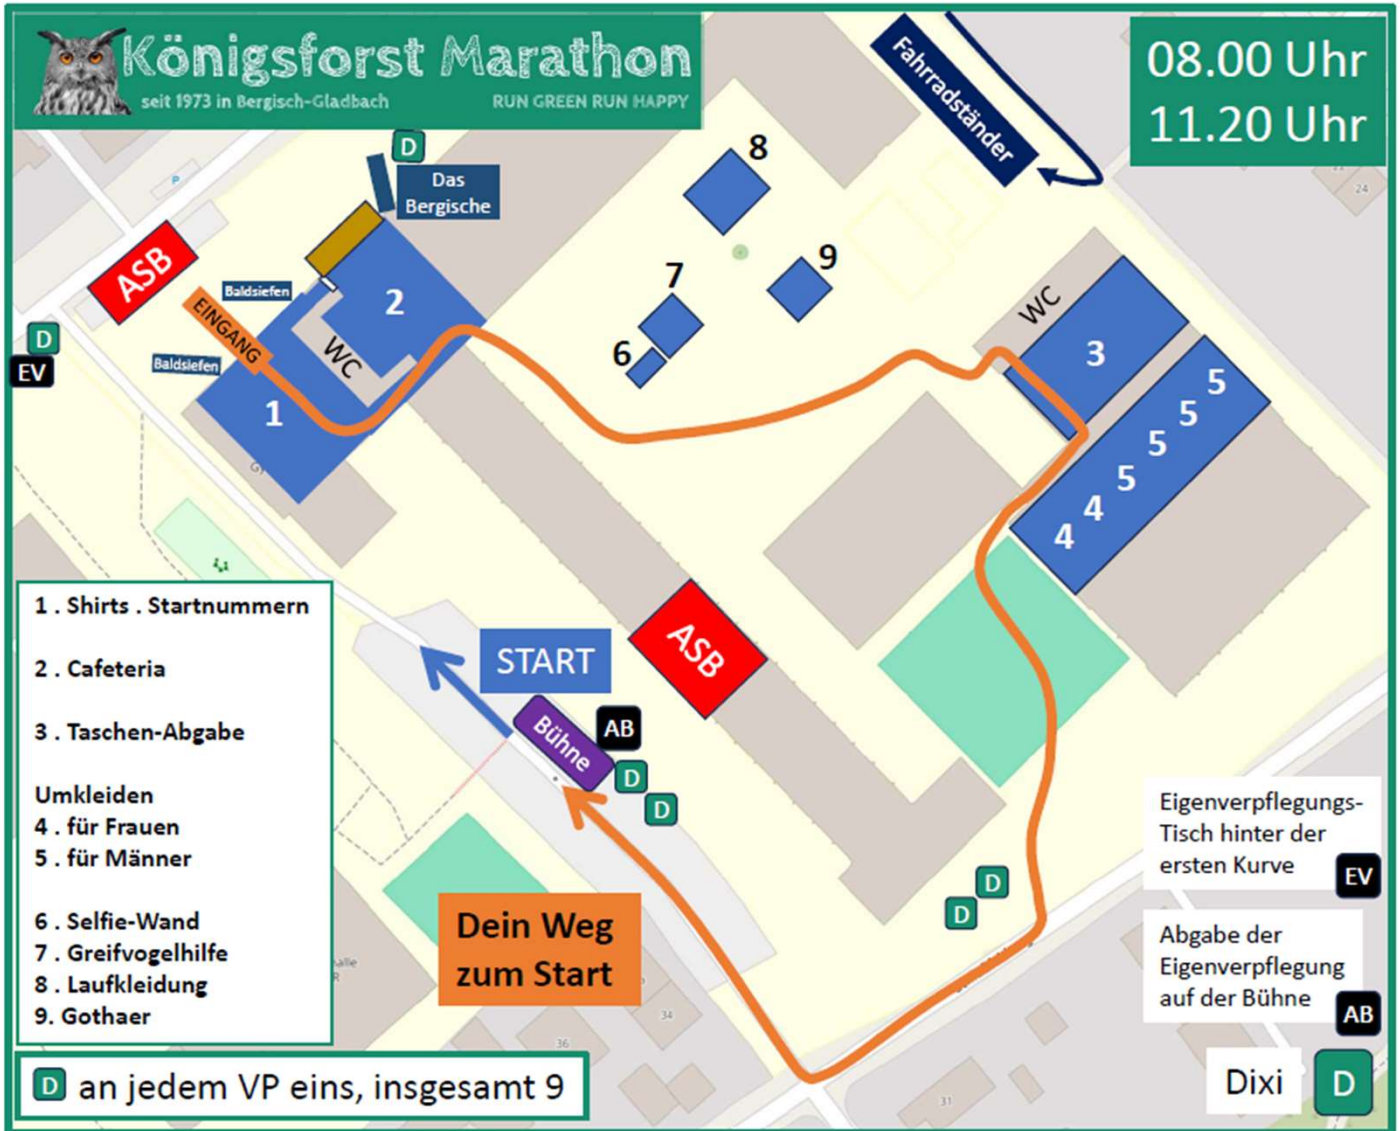 Königsforst Marathon
seit 1973 in Bergisch-Gladbach
RUN GREEN RUN HAPPY
08.00 Uhr
11.20 Uhr
Fahrradständer
D
Das
Bergische
P
ASB
EINGANG
Baldsiefen
Baldsiefen
D
EV
1
2
WC
8
9
7
6
WC
3
5
5
5
5
4
4
24
ASB
START
Bühne
AB
D
D
D
D
1 . Shirts . Startnummern
2 . Cafeteria
3 . Taschen-Abgabe
Umkleiden
4 . für Frauen
5 . für Männer
6 . Selfie-Wand
7 . Greifvogelhilfe
8 . Laufkleidung
9. Gothaer
Dein Weg
zum Start
34
36
31
Eigenverpflegungs-
Tisch hinter der
ersten Kurve
EV
Abgabe der
Eigenverpflegung
auf der Bühne
AB
D an jedem VP eins, insgesamt 9
Dixi D